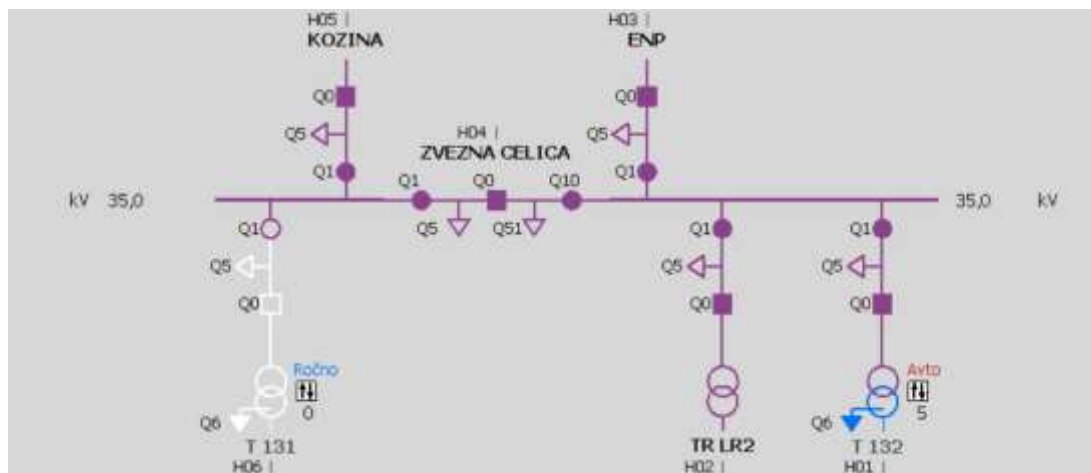 H05 | H03 |
KOZINA ENP
Q0 Q0
H04 |
Q5 ZVEZNA CELICA Q5
Q1 Q1 Q0 Q10 Q1
kV 35,0 35,0 kV
Q1 Q5 Q51 Q1 Q1
Q5 Q5 Q5
Q0 Q0 Q0
Ročno Avto
0 5
Q6 Q6
T 131 TR LR2 T 132
H06 | H02 | H01 |